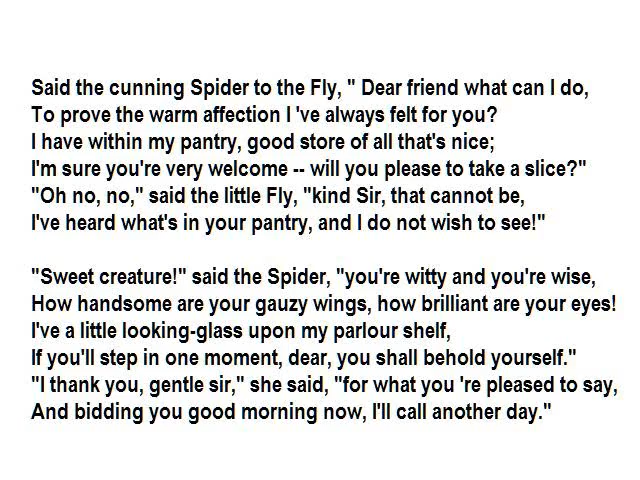 Said the cunning Spider to the Fly, " Dear friend what can I do,
To prove the warm affection I 've always felt for you?
I have within my pantry, good store of all that's nice;
I'm sure you're very welcome -- will you please to take a slice?"
"Oh no, no," said the little Fly, "kind Sir, that cannot be,
I've heard what's in your pantry, and I do not wish to see!"

"Sweet creature!" said the Spider, "you're witty and you're wise,
How handsome are your gauzy wings, how brilliant are your eyes!
I've a little looking-glass upon my parlour shelf,
If you'll step in one moment, dear, you shall behold yourself."
"I thank you, gentle sir," she said, "for what you 're pleased to say,
And bidding you good morning now, I'll call another day."